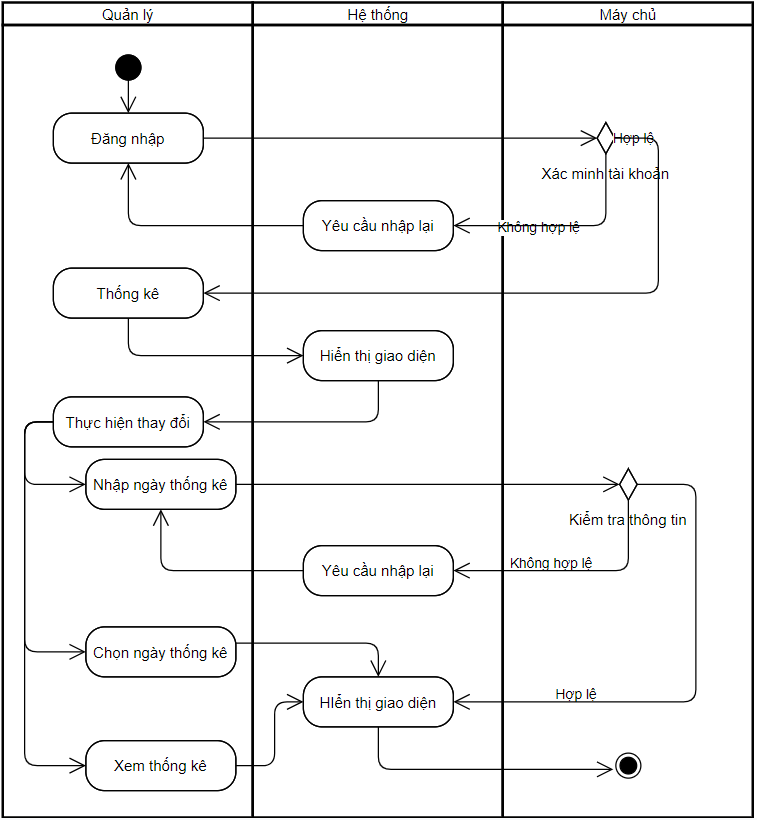 Quản lý
Hệ thống
Máy chủ
Đăng nhập
Hợp lệ
Xác minh tài khoản
Yêu cầu nhập lại
Không hợp lệ
Thống kê
Hiển thị giao diện
Thực hiện thay đổi
Nhập ngày thống kê
Kiểm tra thông tin
Yêu cầu nhập lại
Không hợp lệ
Chọn ngày thống kê
HIển thị giao diện
Hợp lệ
Xem thống kê